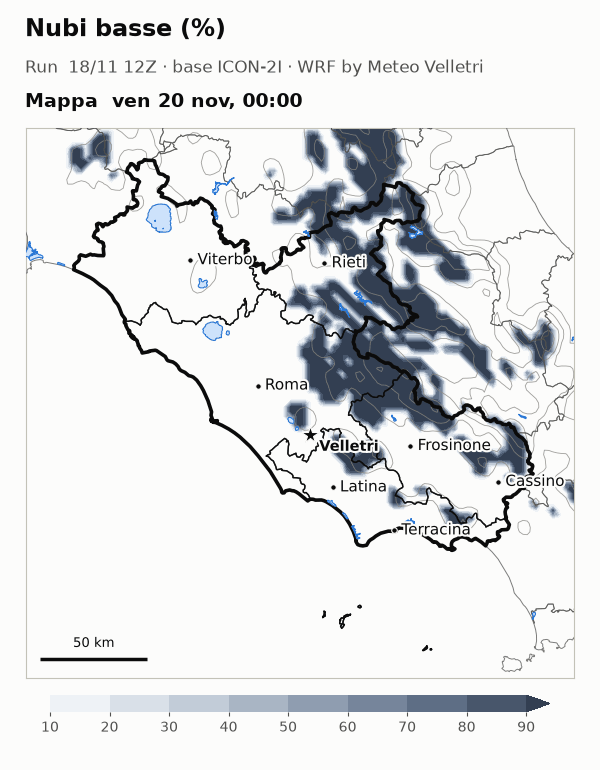 Nubi basse (%)
Run  18/11 12Z · base ICON-2I · WRF by Meteo Velletri
Mappa  ven 20 nov, 00:00
Viterbo
Rieti
Roma
Velletri
Frosinone
Latina
Cassino
Terracina
50 km
10 20 30 40 50 60 70 80 90